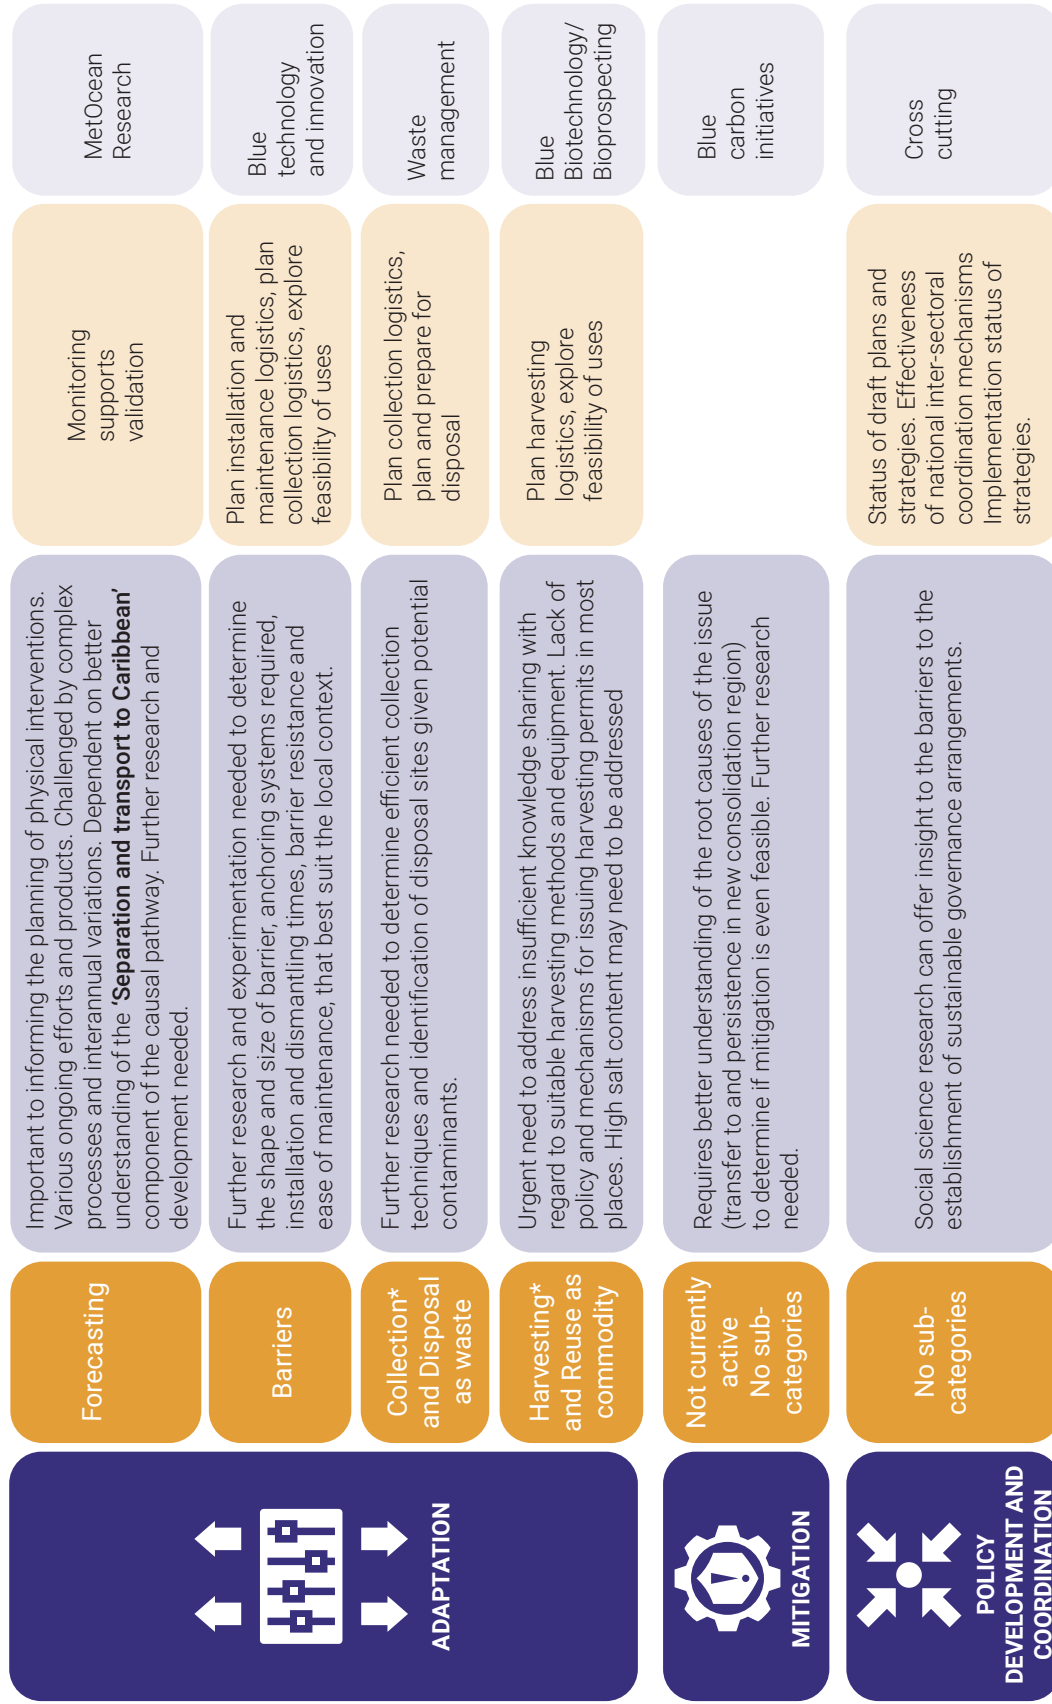 ADAPTATION
Forecasting
Important to informing the planning of physical interventions.
Various ongoing efforts and products. Challenged by complex
processes and interannual variations. Dependent on better
understanding of the ‘Separation and transport to Caribbean’
component of the causal pathway. Further research and
development needed.
Monitoring
supports
validation
MetOcean
Research
Barriers
Further research and experimentation needed to determine
the shape and size of barrier, anchoring systems required,
installation and dismantling times, barrier resistance and
ease of maintenance, that best suit the local context.
Plan installation and
maintenance logistics, plan
collection logistics, explore
feasibility of uses
Blue
technology
and innovation
Collection*
and Disposal
as waste
Further research needed to determine efficient collection
techniques and identification of disposal sites given potential
contaminants.
Plan collection logistics,
plan and prepare for
disposal
Waste
management
Harvesting*
and Reuse as
commodity
Urgent need to address insufficient knowledge sharing with
regard to suitable harvesting methods and equipment. Lack of
policy and mechanisms for issuing harvesting permits in most
places. High salt content may need to be addressed
Plan harvesting
logistics, explore
feasibility of uses
Blue
Biotechnology/
Bioprospecting
MITIGATION
Not currently
active
No sub-
categories
Requires better understanding of the root causes of the issue
(transfer to and persistence in new consolidation region)
to determine if mitigation is even feasible. Further research
needed.
Blue
carbon
initiatives
POLICY
DEVELOPMENT AND
COORDINATION
No sub-
categories
Social science research can offer insight to the barriers to the
establishment of sustainable governance arrangements.
Status of draft plans and
strategies. Effectiveness
of national inter-sectoral
coordination mechanisms
Implementation status of
strategies.
Cross
cutting